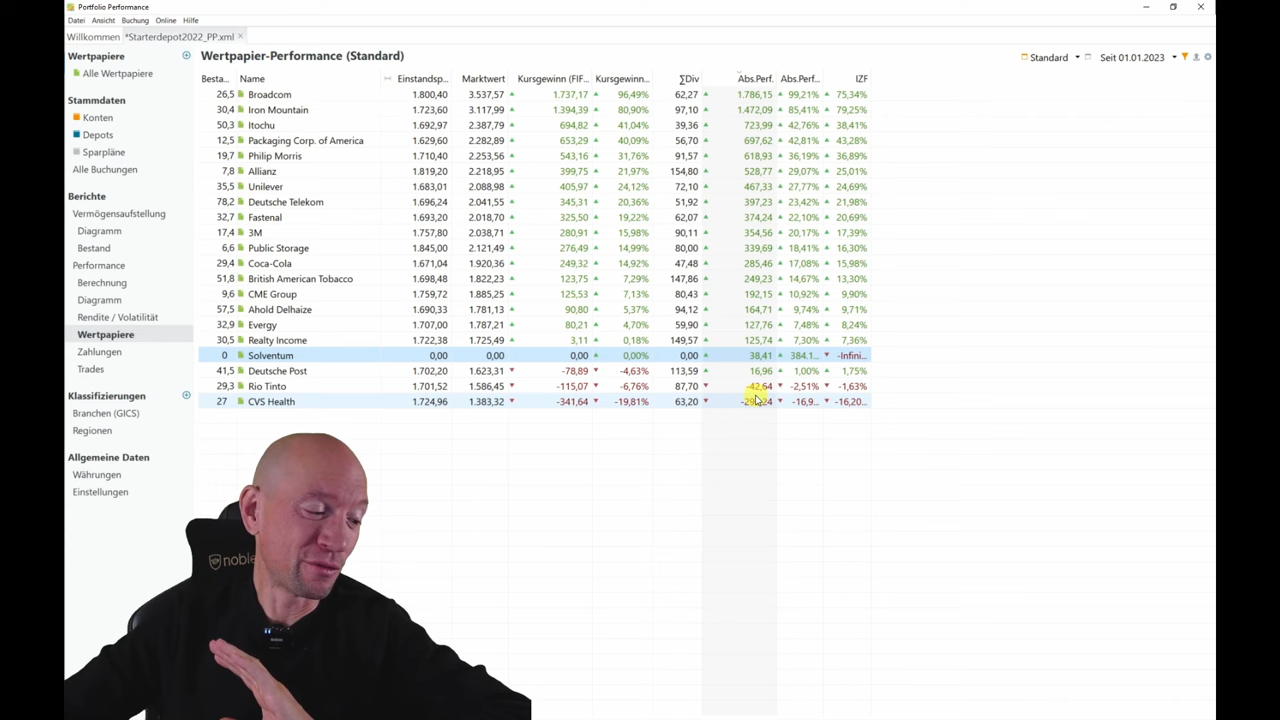 Portfolio Performance
Datei Ansicht Buchung Online Hilfe
Willkommen *Starterdepot2022_PP.xml
Wertpapiere
Alle Wertpapiere
Stammdaten
Konten
Depots
Sparpläne
Alle Buchungen
Berichte
Vermögensaufstellung
Diagramm
Bestand
Performance
Berechnung
Diagramm
Rendite / Volatilität
Wertpapiere
Zahlungen
Trades
Klassifizierungen
Branchen (GICS)
Regionen
Allgemeine Daten
Währungen
Einstellungen
Wertpapier-Performance (Standard)
Standard Seit 01.01.2023
Besta... Name Einstandsp... Marktwert Kursgewinn (FIF... Kursgewinn... ∑Div Abs.Perf. Abs.Perf... IZF
26,5 Broadcom 1.800,40 3.537,57 1.737,17 96,49% 62,27 1.786,15 99,21% 75,34%
30,4 Iron Mountain 1.723,60 3.117,99 1.394,39 80,90% 97,10 1.472,09 85,41% 79,25%
50,3 Itochu 1.692,97 2.387,79 694,82 41,04% 39,36 723,99 42,76% 38,41%
12,5 Packaging Corp. of America 1.629,60 2.282,89 653,29 40,09% 56,70 697,62 42,81% 43,28%
19,7 Philip Morris 1.710,40 2.253,56 543,16 31,76% 91,57 618,93 36,19% 36,89%
7,8 Allianz 1.819,20 2.218,95 399,75 21,97% 154,80 528,77 29,07% 25,01%
35,5 Unilever 1.683,01 2.088,98 405,97 24,12% 72,10 467,33 27,77% 24,69%
78,2 Deutsche Telekom 1.696,24 2.041,55 345,31 20,36% 51,92 397,23 23,42% 21,98%
32,7 Fastenal 1.693,20 2.018,70 325,50 19,22% 62,07 374,24 22,10% 20,69%
17,4 3M 1.757,80 2.038,71 280,91 15,98% 90,11 354,56 20,17% 17,39%
6,6 Public Storage 1.845,00 2.121,49 276,49 14,99% 80,00 339,69 18,41% 16,30%
29,4 Coca-Cola 1.671,04 1.920,36 249,32 14,92% 47,48 285,46 17,08% 15,98%
51,8 British American Tobacco 1.698,48 1.822,23 123,75 7,29% 147,86 249,23 14,67% 13,30%
9,6 CME Group 1.759,72 1.885,25 125,53 7,13% 80,43 192,15 10,92% 9,90%
57,5 Ahold Delhaize 1.690,33 1.781,13 90,80 5,37% 94,12 164,71 9,74% 9,71%
32,9 Evergy 1.707,00 1.787,21 80,21 4,70% 59,90 127,76 7,48% 8,24%
30,5 Realty Income 1.722,38 1.725,49 3,11 0,18% 149,57 125,74 7,30% 7,36%
0 Solventum 0,00 0,00 0,00 0,00% 0,00 38,41 384.1... -Infini...
41,5 Deutsche Post 1.702,20 1.623,31 -78,89 -4,63% 113,59 16,96 1,00% 1,75%
29,3 Rio Tinto 1.701,52 1.586,45 -115,07 -6,76% 87,70 -42,64 -2,51% -1,63%
27 CVS Health 1.724,96 1.383,32 -341,64 -19,81% 63,20 -16,9... -16,20...